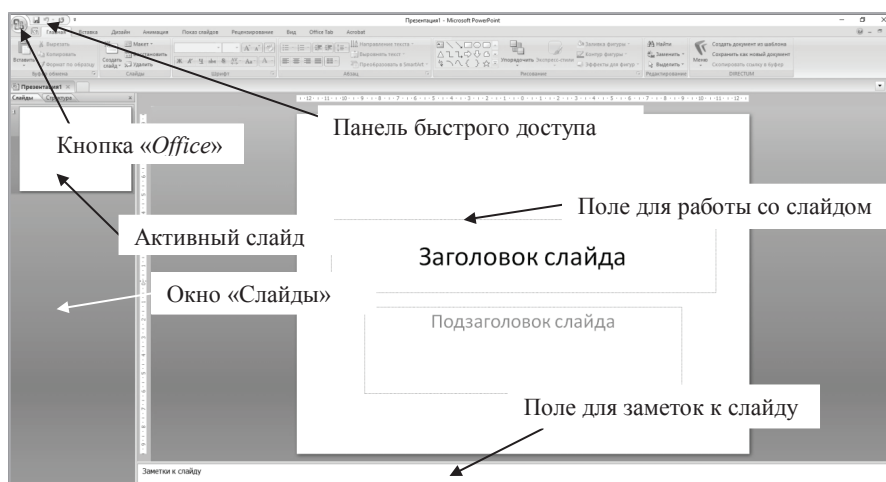 Презентация1 - Microsoft PowerPoint
Главная Вставка Дизайн Анимация Показ слайдов Рецензирование Вид Office Tab Acrobat
Вырезать Макет Направление текста Заливка фигуры Найти Создать документ из шаблона
Копировать Восстановить Выровнять текст Контур фигуры Заменить Сохранить как новый документ
Вставить Формат по образцу Создать слайд Удалить Преобразовать в SmartArt Упорядочить Экспресс-стили Эффекты для фигур Выделить Меню Скопировать ссылку в буфер
Буфер обмена Слайды Шрифт Абзац Рисование Редактирование DIRECTUM
Презентация1
Слайды Структура
Панель быстрого доступа
Кнопка «Office»
Поле для работы со слайдом
Активный слайд
Заголовок слайда
Окно «Слайды»
Подзаголовок слайда
Поле для заметок к слайду
Заметки к слайду